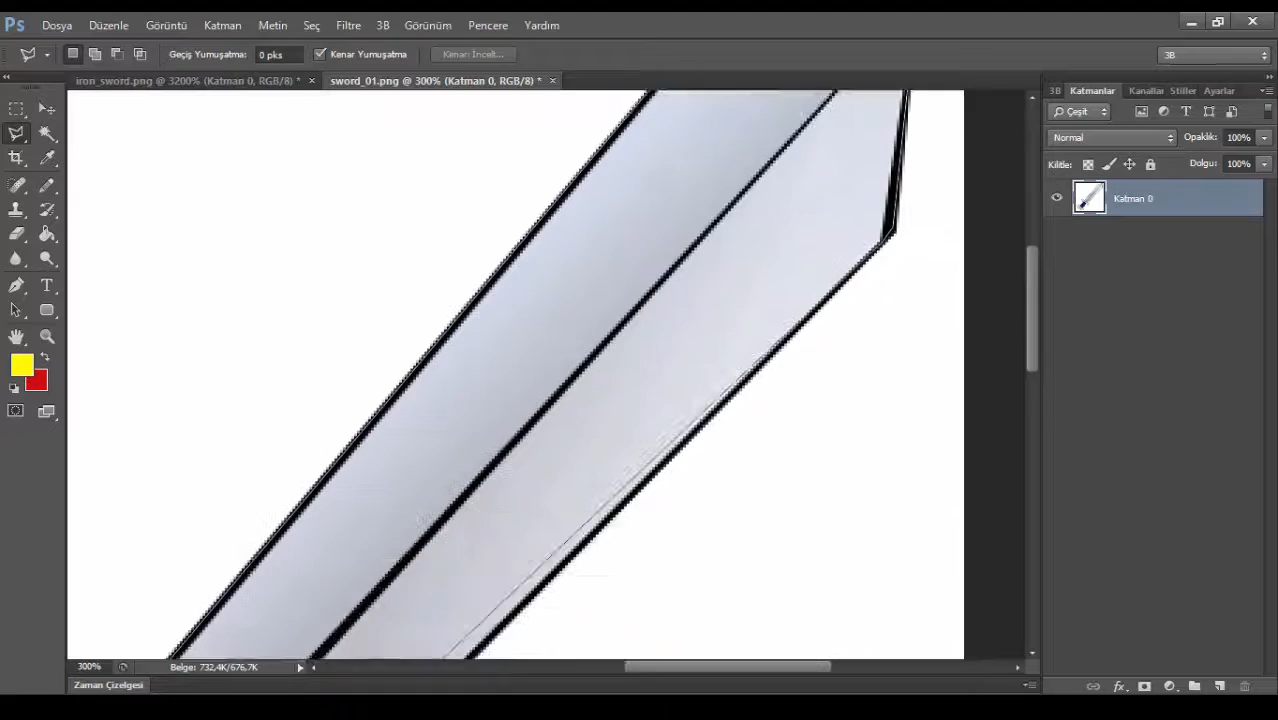 Ps Dosya Düzenle Görüntü Katman Metin Seç Filtre 3B Görünüm Pencere Yardım
Geçiş Yumuşatma: 0 pks Kenar Yumuşatma Kenarı İncelt... 3B
iron_sword.png @ 3200% (Katman 0, RGB/8) * sword_01.png @ 300% (Katman 0, RGB/8) *
3B Katmanlar Kanallar Stiller Ayarlar
Çeşit
Normal Opaklık: 100%
Kilitle: Dolgu: 100%
Katman 0
300% Belge: 732,4K/676,7K
Zaman Çizelgesi